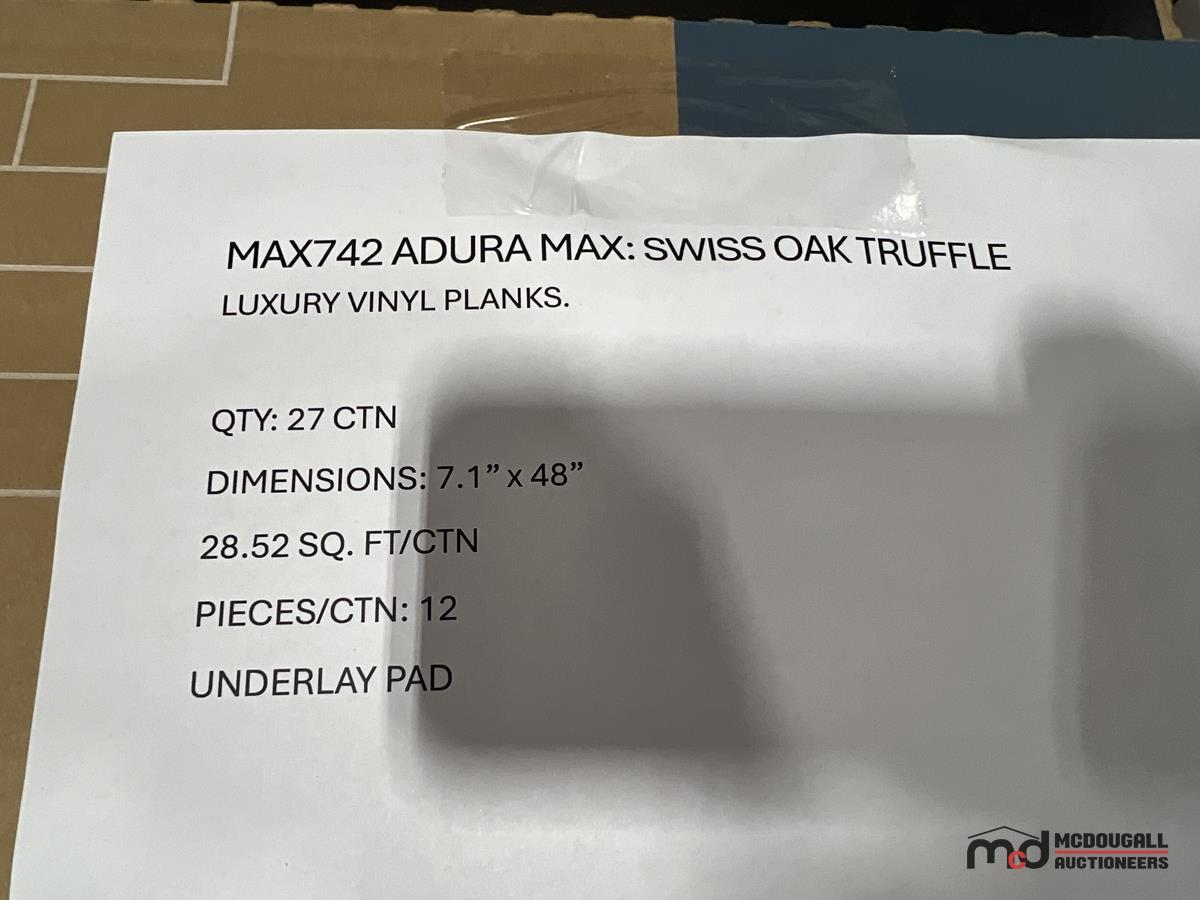 MAX742 ADURA MAX: SWISS OAK TRUFFLE
LUXURY VINYL PLANKS.
QTY: 27 CTN
DIMENSIONS: 7.1” x 48”
28.52 SQ. FT/CTN
PIECES/CTN: 12
UNDERLAY PAD
mcd MCDOUGALL
AUCTIONEERS